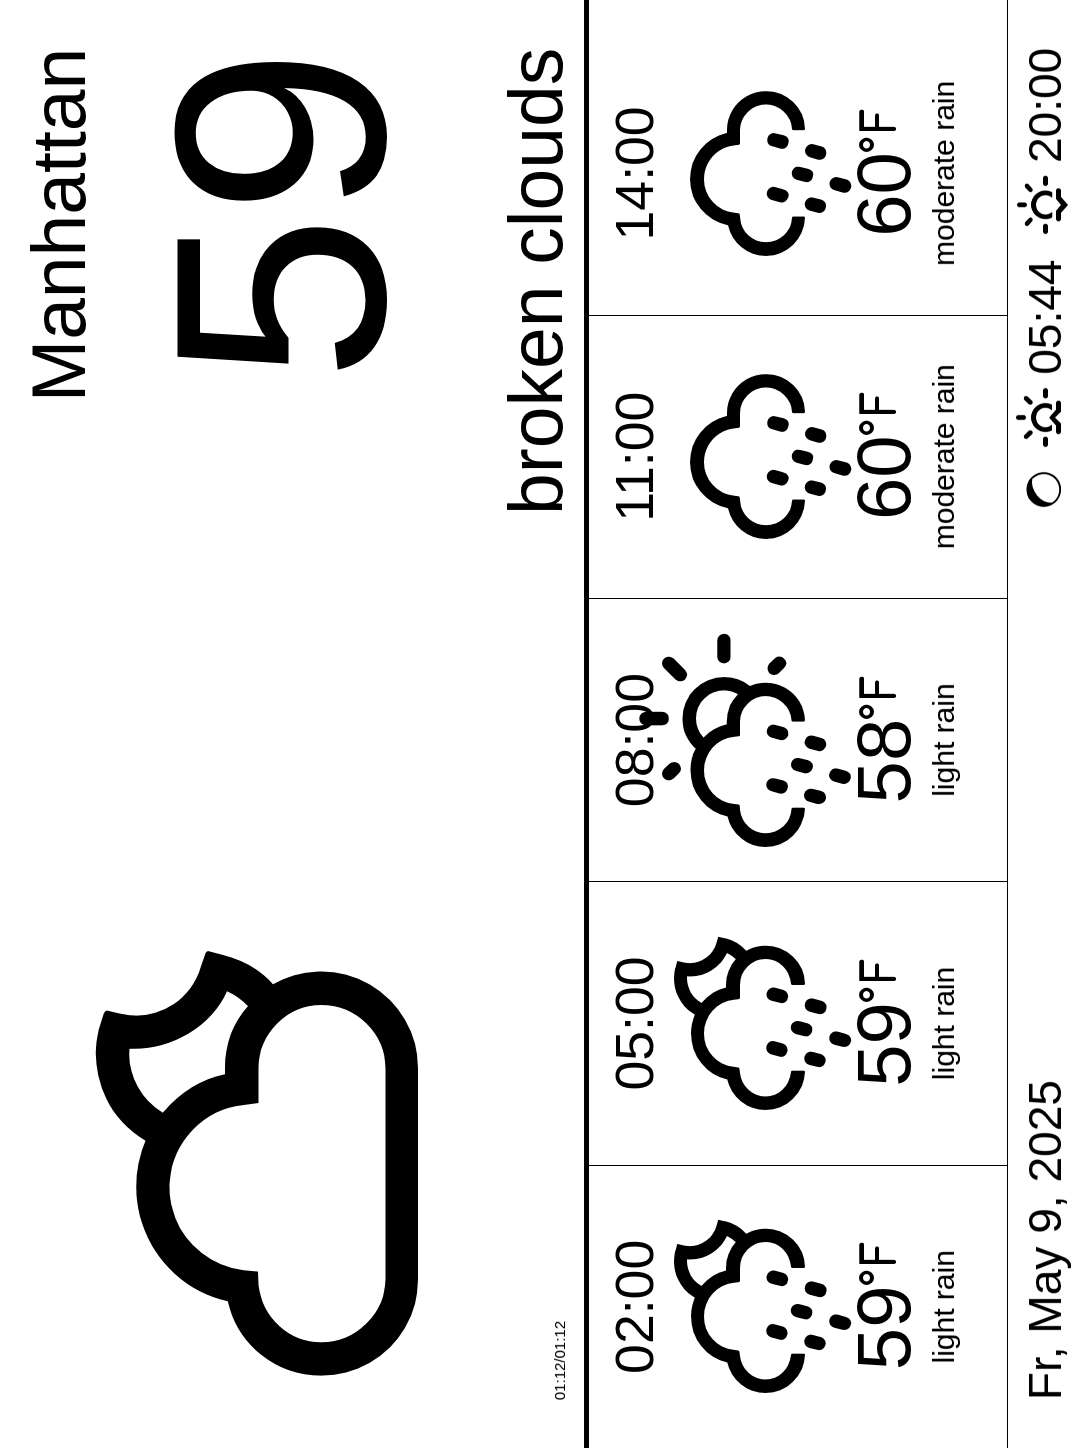 Manhattan
59
broken clouds
01:12/01:12
02:00
59°F
light rain
05:00
59°F
light rain
08:00
58°F
light rain
11:00
60°F
moderate rain
14:00
60°F
moderate rain
Fr, May 9, 2025
05:44
20:00